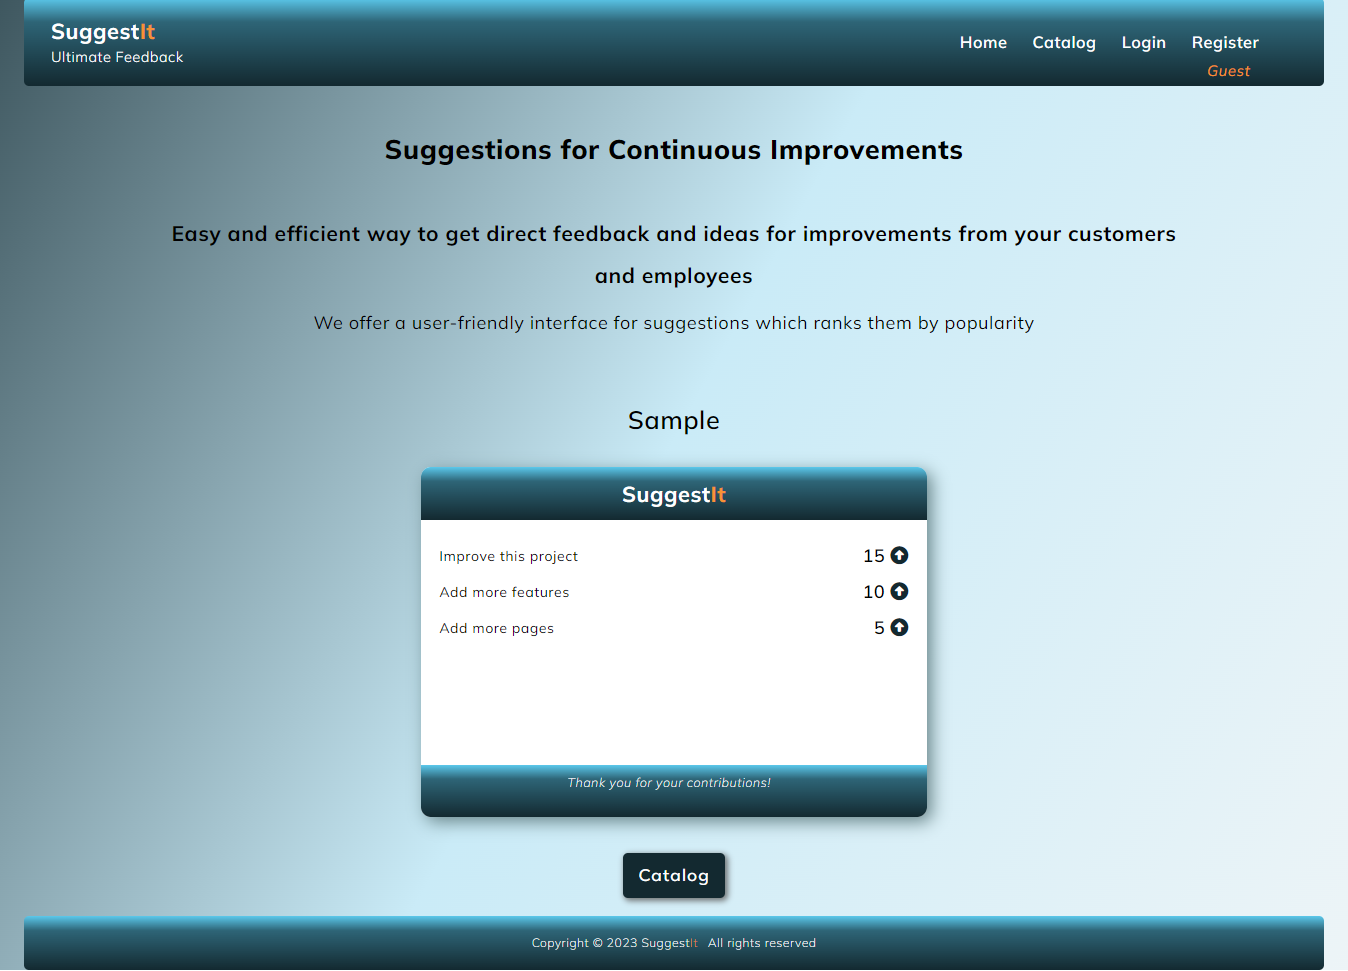 SuggestIt
Ultimate Feedback
Home Catalog Login Register
Guest
Suggestions for Continuous Improvements
Easy and efficient way to get direct feedback and ideas for improvements from your customers
and employees
We offer a user-friendly interface for suggestions which ranks them by popularity
Sample
SuggestIt
Improve this project 15
Add more features 10
Add more pages 5
Thank you for your contributions!
Catalog
Copyright © 2023 SuggestIt All rights reserved